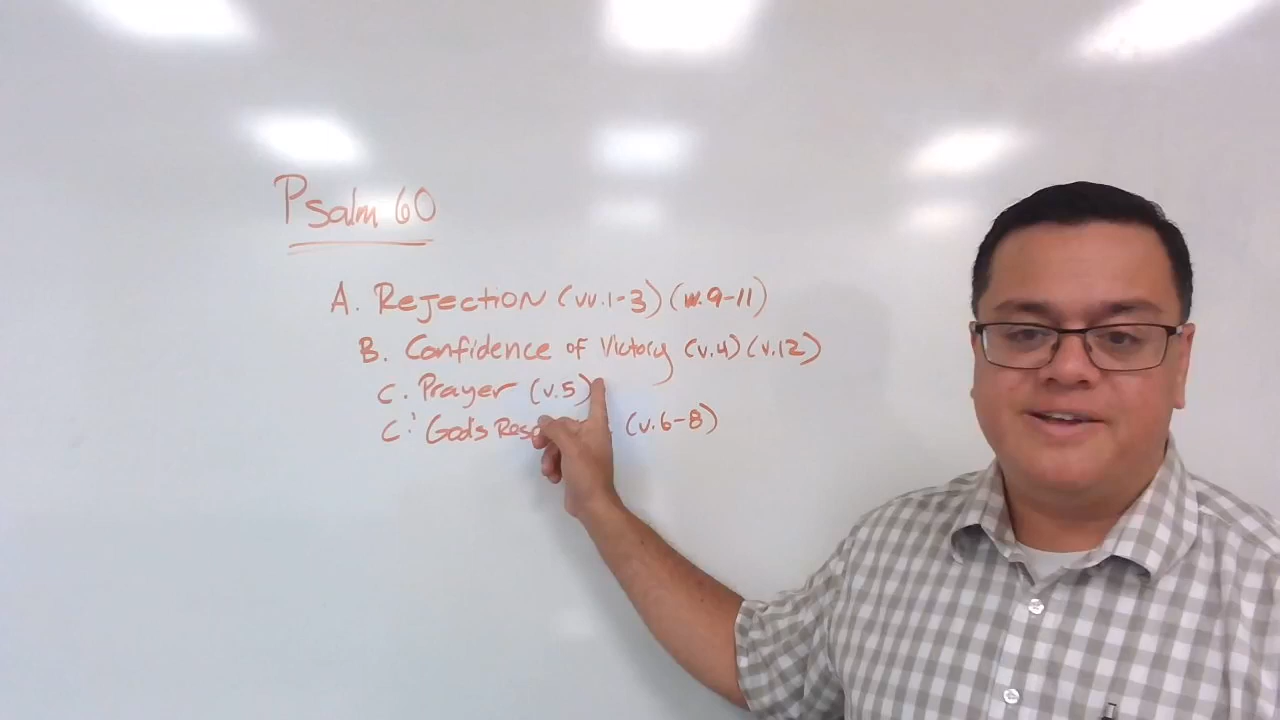 Psalm 60
A. Rejection (vv.1-3) (vv.9-11)
B. Confidence of Victory (v.4) (v.12)
C. Prayer (v.5)
C.' God's (v.6-8)